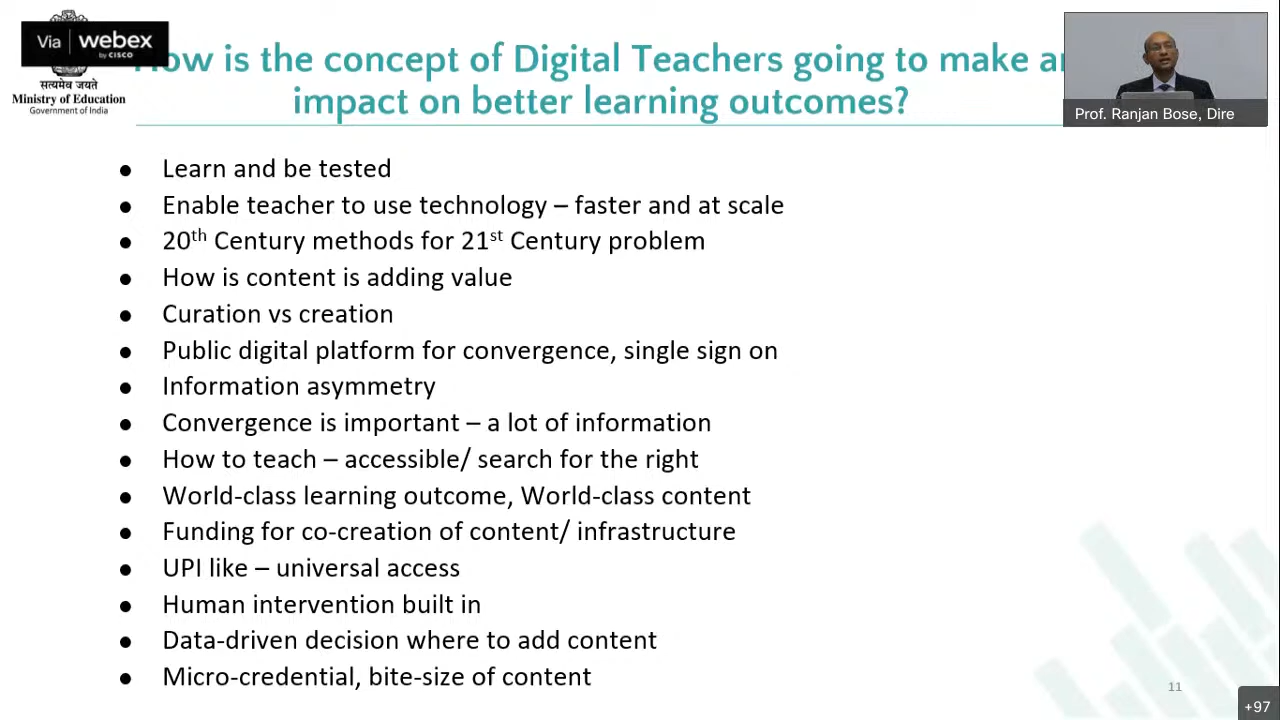 Via webex
by CISCO
सत्यमेव जयते
Ministry of Education
Government of India
How is the concept of Digital Teachers going to make an
impact on better learning outcomes?
Prof. Ranjan Bose, Dire
● Learn and be tested
● Enable teacher to use technology – faster and at scale
● 20th Century methods for 21st Century problem
● How is content is adding value
● Curation vs creation
● Public digital platform for convergence, single sign on
● Information asymmetry
● Convergence is important – a lot of information
● How to teach – accessible/ search for the right
● World-class learning outcome, World-class content
● Funding for co-creation of content/ infrastructure
● UPI like – universal access
● Human intervention built in
● Data-driven decision where to add content
● Micro-credential, bite-size of content
11
+97